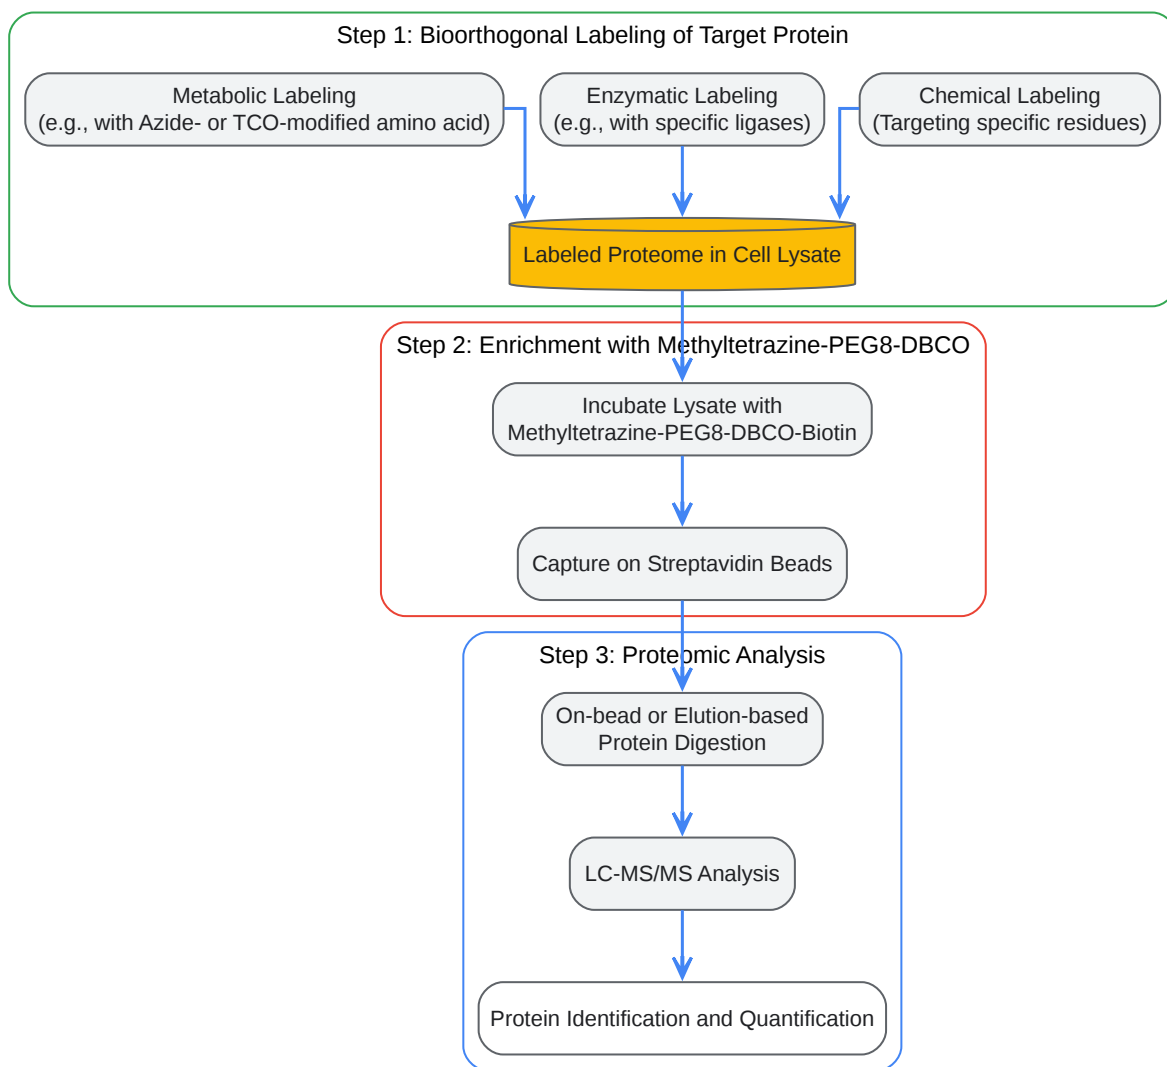 Step 1: Bioorthogonal Labeling of Target Protein
Metabolic Labeling
(e.g., with Azide- or TCO-modified amino acid)
Enzymatic Labeling
(e.g., with specific ligases)
Chemical Labeling
(Targeting specific residues)
Labeled Proteome in Cell Lysate
Step 2: Enrichment with Methyltetrazine-PEG8-DBCO
Incubate Lysate with
Methyltetrazine-PEG8-DBCO-Biotin
Capture on Streptavidin Beads
Step 3: Proteomic Analysis
On-bead or Elution-based
Protein Digestion
LC-MS/MS Analysis
Protein Identification and Quantification